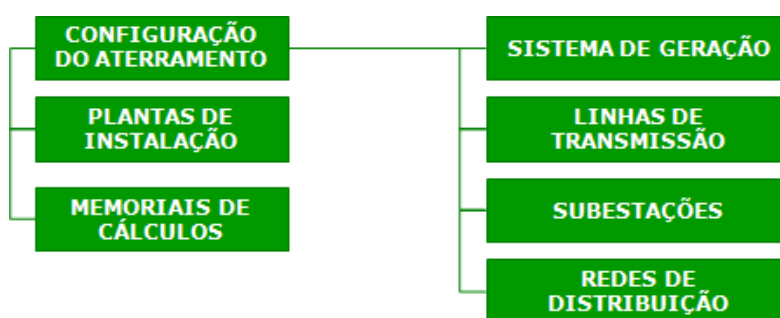 CONFIGURAÇÃO
DO ATERRAMENTO
PLANTAS DE
INSTALAÇÃO
MEMORIAIS DE
CÁLCULOS
SISTEMA DE GERAÇÃO
LINHAS DE
TRANSMISSÃO
SUBESTAÇÕES
REDES DE
DISTRIBUIÇÃO